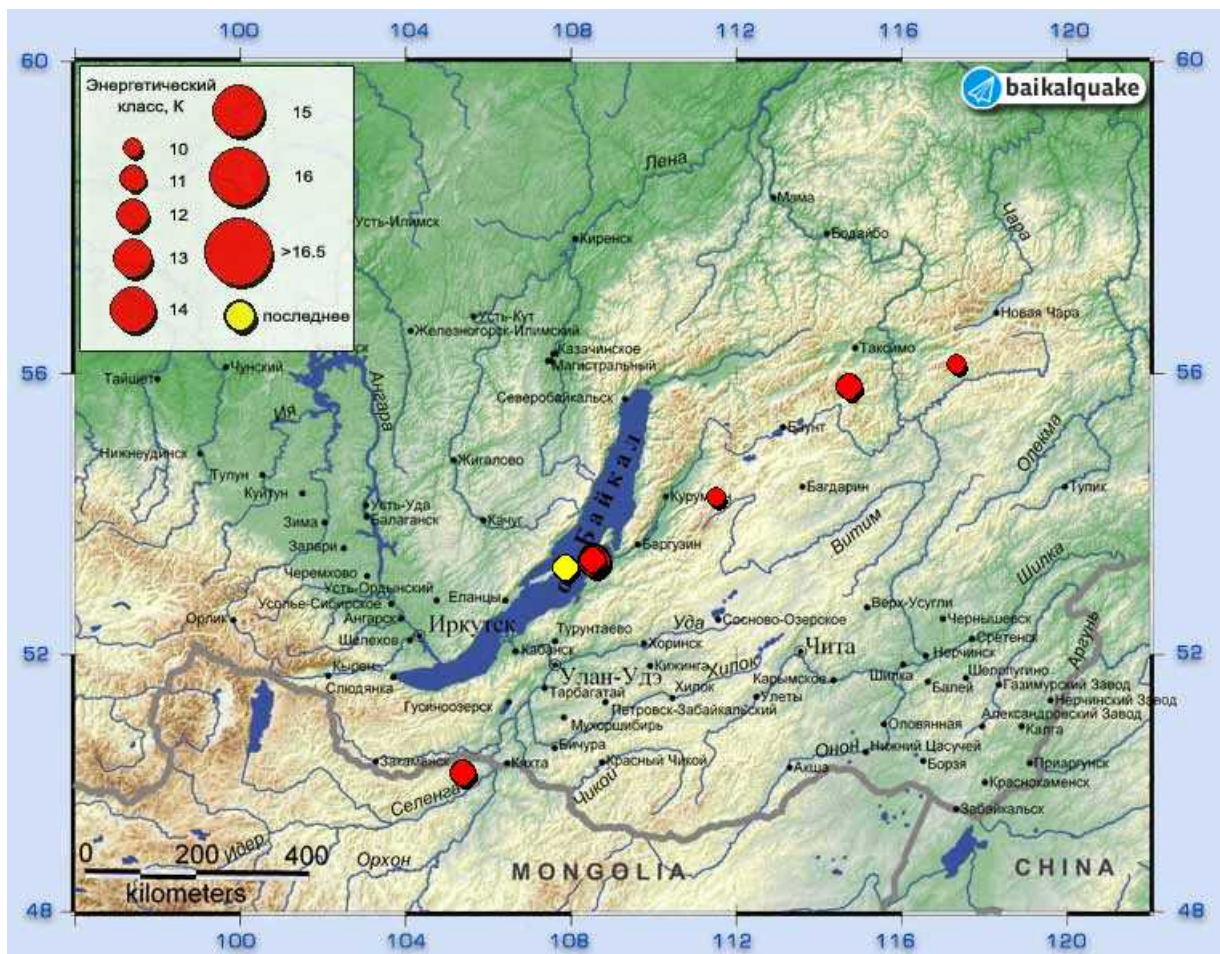 100 104 108 112 116 120
60 60
Энергетический
класс, К
10
11
12
13
14
15
16
>16.5
последнее
baikalquake
Лена
Мама
Чара
Усть-Илимск
Киренск
Бодайбо
Усть-Кут
Железногорск-Илимский
Новая Чара
Казачинское
Магистральный
Таксимо
56 56
Чунский
Тайшет
Ангара
Ия
Северобайкальск
Баунт
Олекма
Нижнеудинск
Жигалово
Тулун
Куйтун
Байкал
Багдарин
Тупик
Усть-Уда
Балаганск
Зима
Качуг
Витим
Залари
Баргузин
Шилка
Черемхово
Усть-Ордынский
Усолье-Сибирское
Еланцы
Верх-Усугли
Орлик
Ангарск
Иркутск
Уда
Сосново-Озерское
Чернышевск
Аргунь
Шелехов
Турунтаево
Хоринск
Чита
Сретенск
52 52
Кырен
Кабанск
Улан-Удэ
Кижинга
Хилок
Нерчинск
Слюдянка
Тарбагатай
Хилок
Карымское
Улеты
Шилка
Балей
Шелопугино
Газимурский Завод
Гусиноозерск
Петровск-Забайкальский
Нерчинский Завод
Мухоршибирь
Оловянная
Александровский Завод
Калга
Бичура
Онон
Нижний Цасучей
Закаменск
Кяхта
Красный Чикой
Акша
Борзя
Приаргунск
Чикой
Краснокаменск
Селенга
Забайкальск
Идер
Орхон
0 200 400
kilometers
MONGOLIA
CHINA
48 48
100 104 108 112 116 120